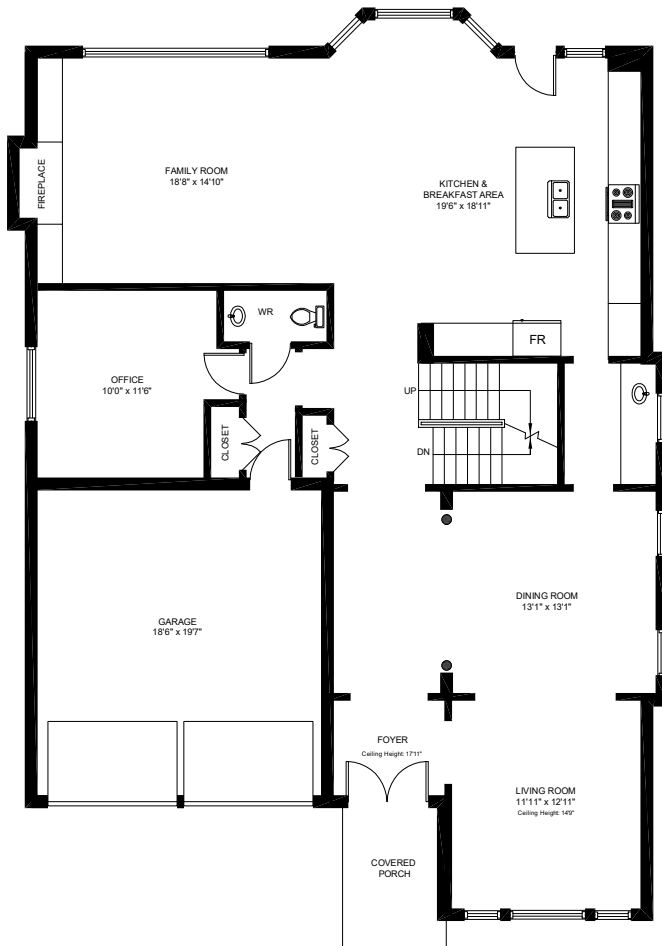 FAMILY ROOM
18'8" x 14'10"
FIREPLACE
KITCHEN &
BREAKFAST AREA
19'6" x 18'11"
WR
FR
OFFICE
10'0" x 11'6"
UP
CLOSET
CLOSET
DN
DINING ROOM
13'1" x 13'1"
GARAGE
18'6" x 19'7"
FOYER
Ceiling Height: 17'11"
LIVING ROOM
11'11" x 12'11"
Ceiling Height: 14'9"
COVERED
PORCH